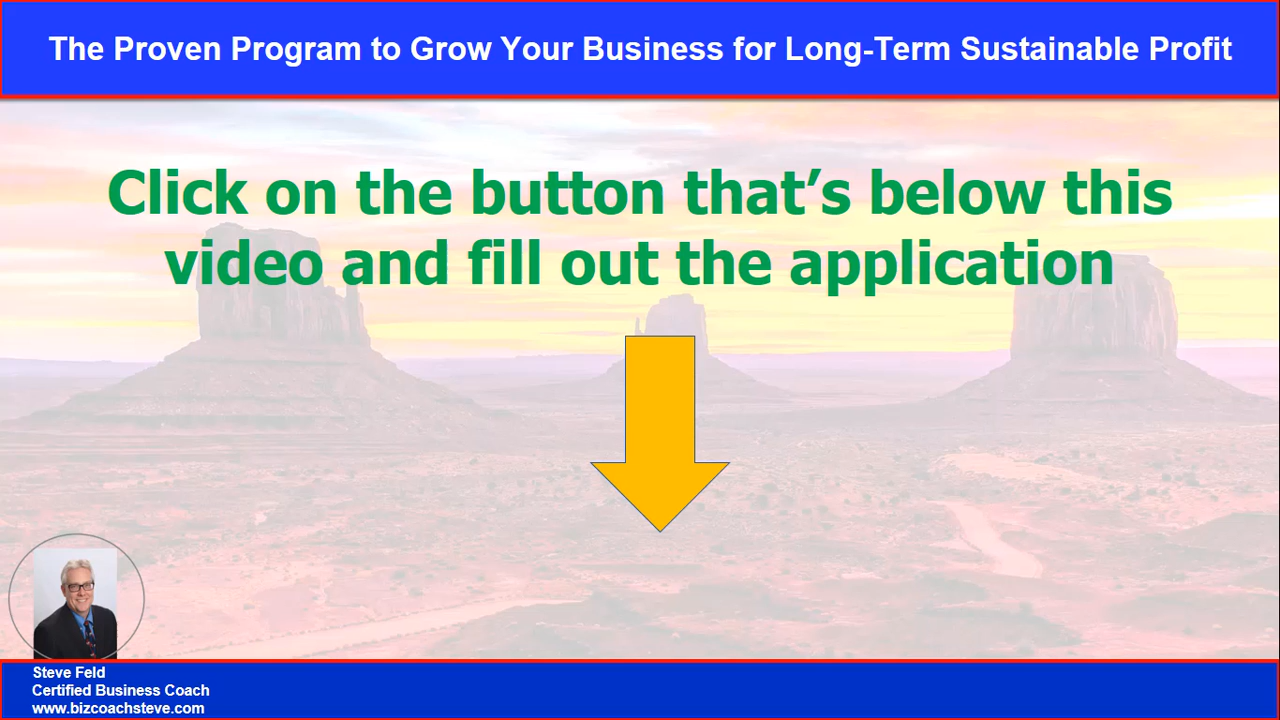 The Proven Program to Grow Your Business for Long-Term Sustainable Profit
Click on the button that’s below this
video and fill out the application
Steve Feld
Certified Business Coach
www.bizcoachsteve.com